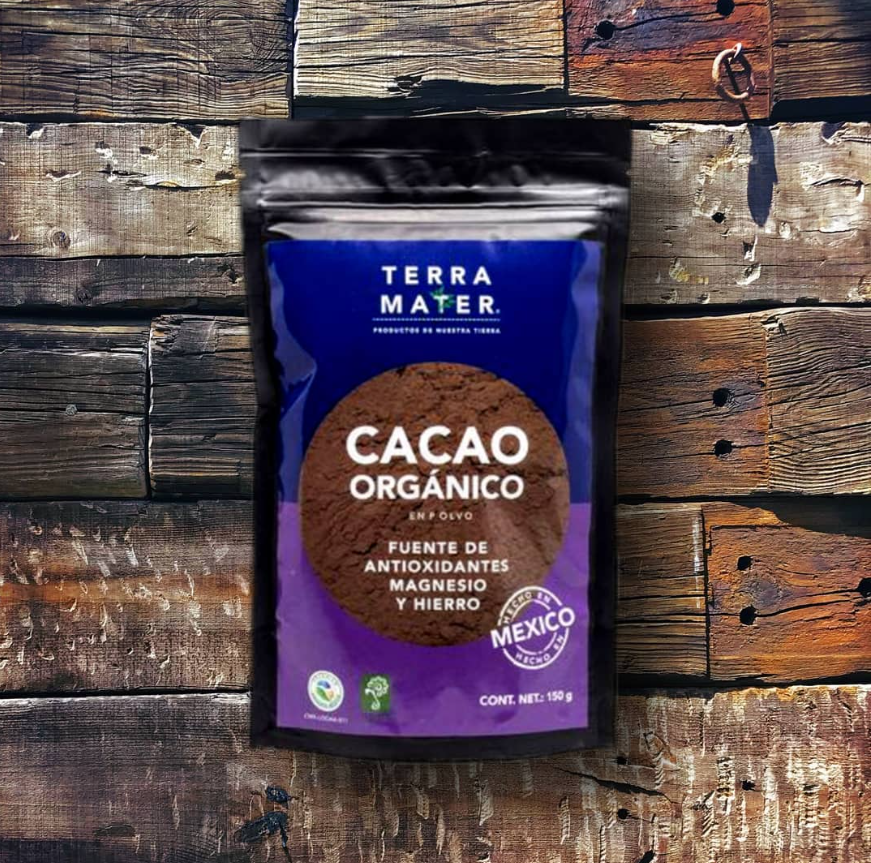 TERRA
MATER®
PRODUCTOS DE NUESTRA TIERRA
CACAO
ORGÁNICO
EN POLVO
FUENTE DE
ANTIOXIDANTES
MAGNESIO
Y HIERRO
HECHO EN
MEXICO
HECHO EN
CONT. NET.: 150 g